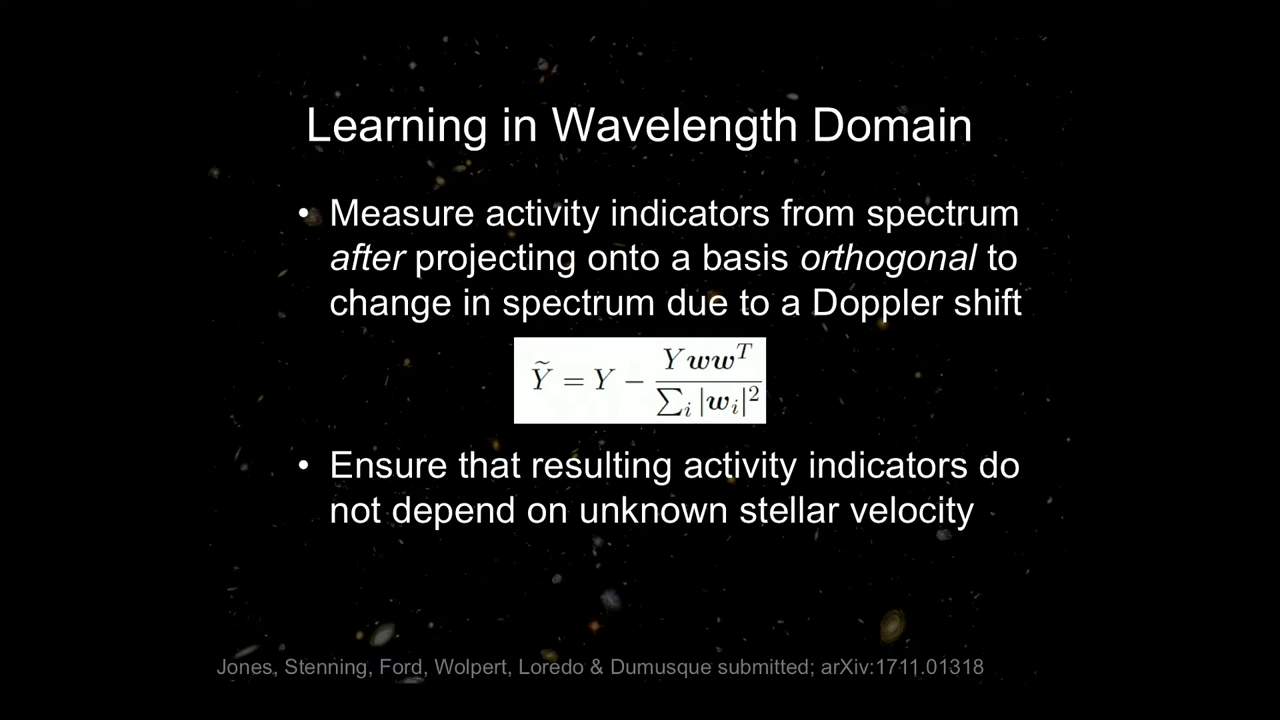 Learning in Wavelength Domain
• Measure activity indicators from spectrum
after projecting onto a basis orthogonal to
change in spectrum due to a Doppler shift
Ỹ = Y − Yww^T / ∑_i |w_i|^2
• Ensure that resulting activity indicators do
not depend on unknown stellar velocity
Jones, Stenning, Ford, Wolpert, Loredo & Dumusque submitted; arXiv:1711.01318